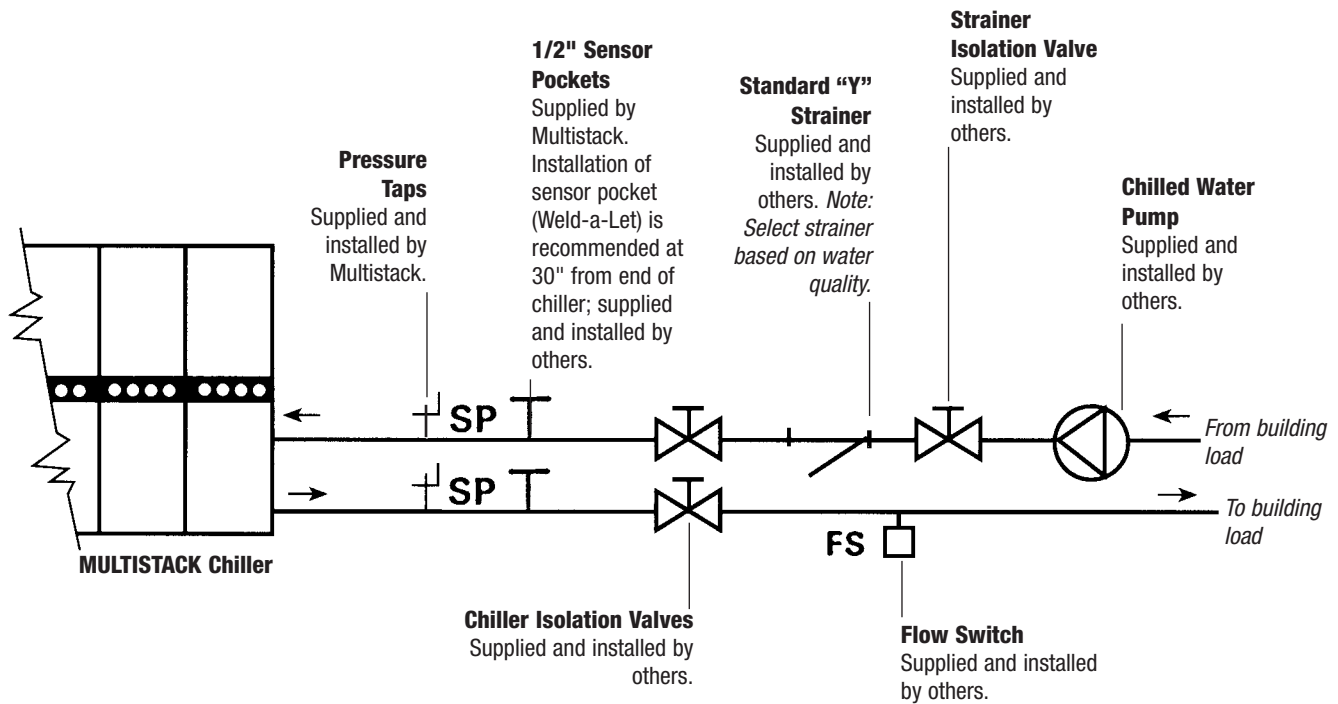 Strainer
Isolation Valve
Supplied and
installed by
others.
1/2" Sensor
Pockets
Supplied by
Multistack.
Installation of
sensor pocket
(Weld-a-Let) is
recommended at
30" from end of
chiller; supplied
and installed by
others.
Standard “Y”
Strainer
Supplied and
installed by
others. Note:
Select strainer
based on water
quality.
Pressure
Taps
Supplied and
installed by
Multistack.
Chilled Water
Pump
Supplied and
installed by
others.
SP
From building
load
SP
To building
load
FS
MULTISTACK Chiller
Chiller Isolation Valves
Supplied and installed by
others.
Flow Switch
Supplied and installed
by others.